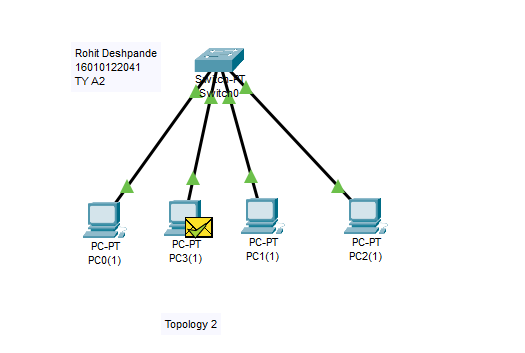 Rohit Deshpande
16010122041
TY A2
Switch-PT
Switch0
PC-PT
PC0(1)
PC-PT
PC3(1)
PC-PT
PC1(1)
PC-PT
PC2(1)
Topology 2